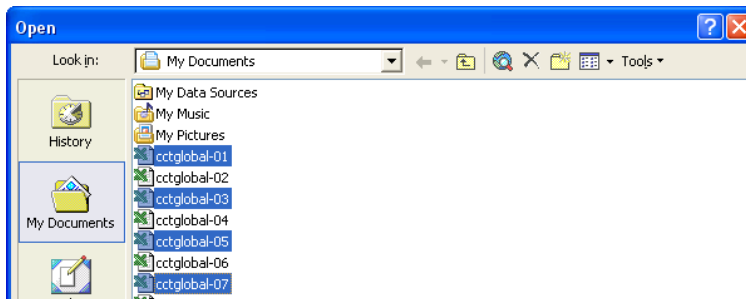 Open
Look in:
My Documents
Tools
My Data Sources
My Music
My Pictures
cctglobal-01
cctglobal-02
cctglobal-03
cctglobal-04
cctglobal-05
cctglobal-06
cctglobal-07
History
My Documents